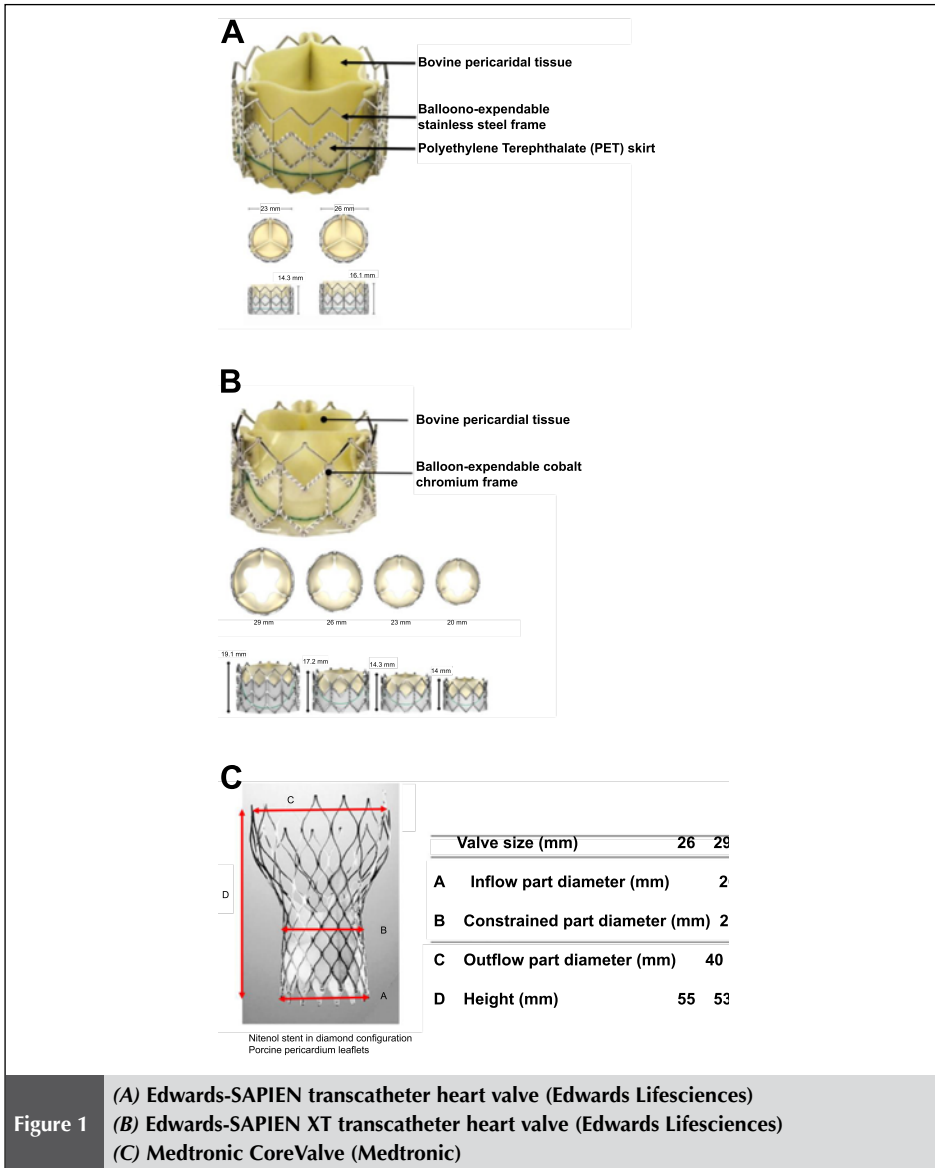 A
Bovine pericaridal tissue
Balloono-expendable
stainless steel frame
Polyethylene Terephthalate (PET) skirt
23 mm
26 mm
14.3 mm
16.1 mm
B
Bovine pericardial tissue
Balloon-expendable cobalt
chromium frame
29 mm
26 mm
23 mm
20 mm
19.1 mm
17.2 mm
14.3 mm
14 mm
C
C
D
B
A
Valve size (mm) 26 29
A Inflow part diameter (mm)
B Constrained part diameter (mm)
C Outflow part diameter (mm) 40
D Height (mm) 55 53
Nitenol stent in diamond configuration
Porcine pericardium leaflets
Figure 1
(A) Edwards-SAPIEN transcatheter heart valve (Edwards Lifesciences)
(B) Edwards-SAPIEN XT transcatheter heart valve (Edwards Lifesciences)
(C) Medtronic CoreValve (Medtronic)